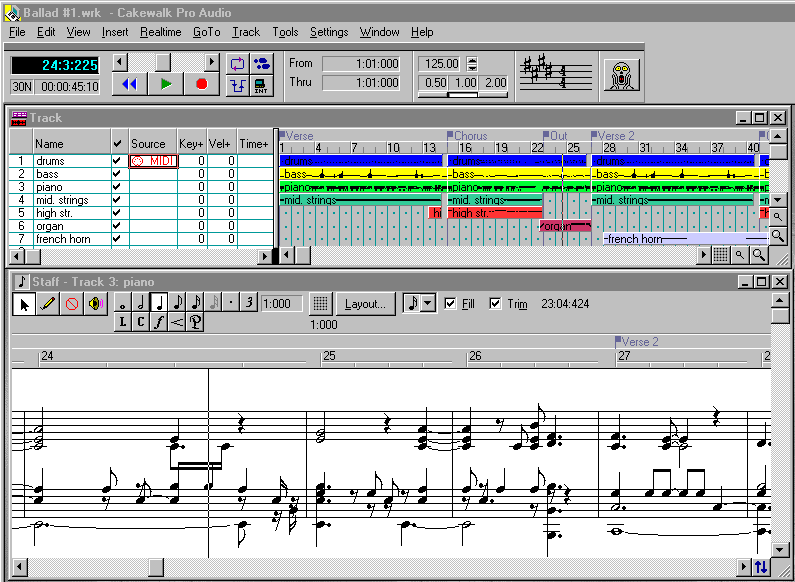 Ballad #1.wrk - Cakewalk Pro Audio
File Edit View Insert Realtime GoTo Track Tools Settings Window Help
24:3:225
30N 00:00:45:10
From 1:01:000
Thru 1:01:000
125.00
0.50 1.00 2.00
4
4
INT
Track
Name Source Key+ Vel+ Time+
Verse Chorus Out Verse 2
1 4 7 10 13 16 19 22 25 28 31 34 37 40
1 drums MIDI 0 0
2 bass 0 0 bass
3 piano 0 0 piano piano piano
4 mid. strings 0 0 mid. strings mid. strings mid. strings
5 high str. 0 0 hi high str.
6 organ 0 0 organ
7 french horn 0 0 french horn
Staff - Track 3: piano
3 1:000 Layout... Fill Trim 23:04:424
L C f 1:000
Verse 2
24 25 26 27 2